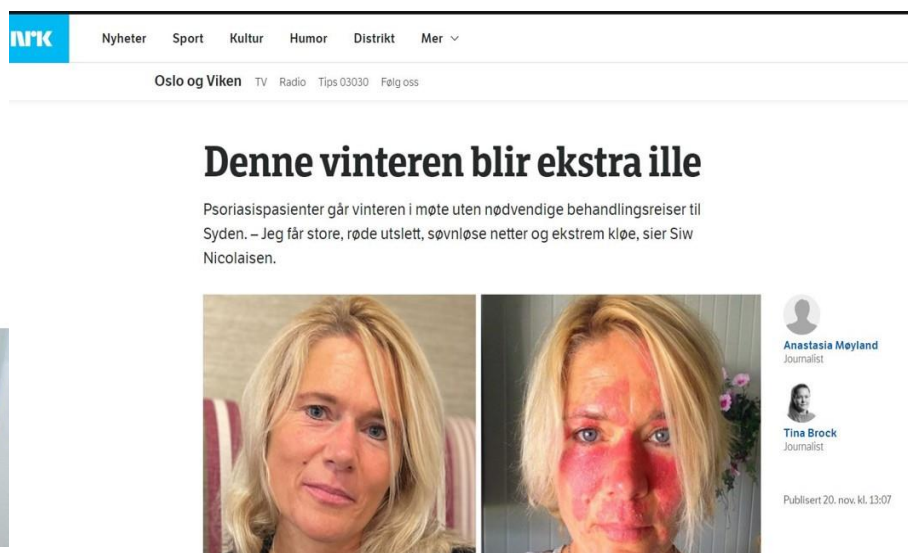 nrk
Nyheter Sport Kultur Humor Distrikt Mer
Oslo og Viken TV Radio Tips 03030 Følg oss
Denne vinteren blir ekstra ille
Psoriasispasienter går vinteren i møte uten nødvendige behandlingsreiser til
Syden. – Jeg får store, røde utslett, søvnløse netter og ekstrem kløe, sier Siw
Nicolaisen.
Anastasia Møyland
Journalist
Tina Brock
Journalist
Publisert 20. nov. kl. 13:07